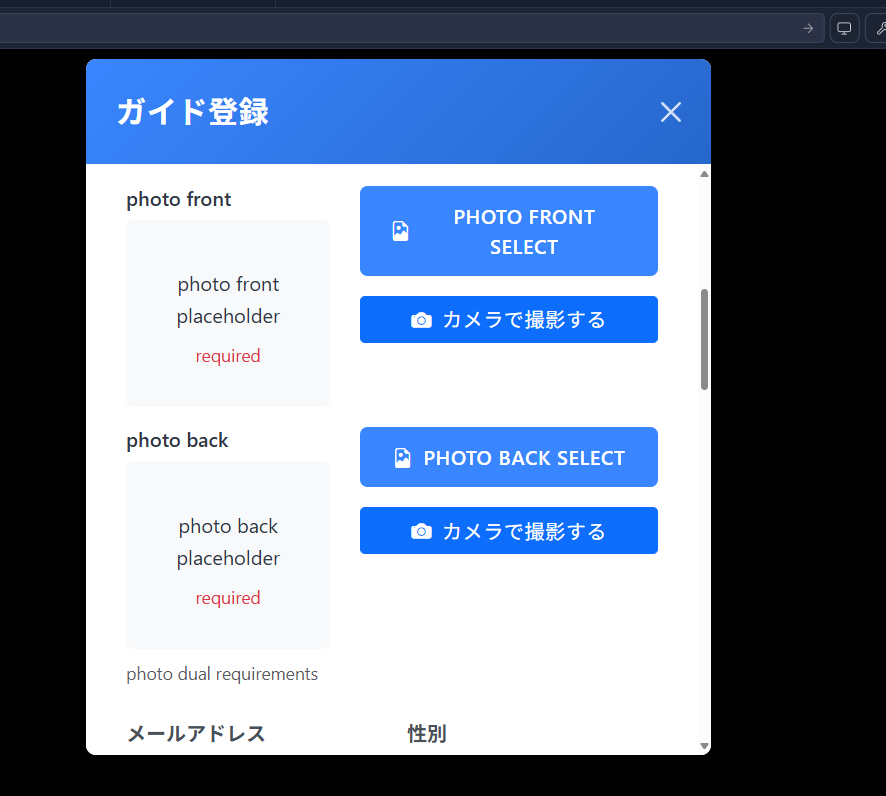 ガイド登録
photo front
PHOTO FRONT
SELECT
photo front
placeholder
required
カメラで撮影する
photo back
PHOTO BACK SELECT
photo back
placeholder
required
カメラで撮影する
photo dual requirements
メールアドレス
性別